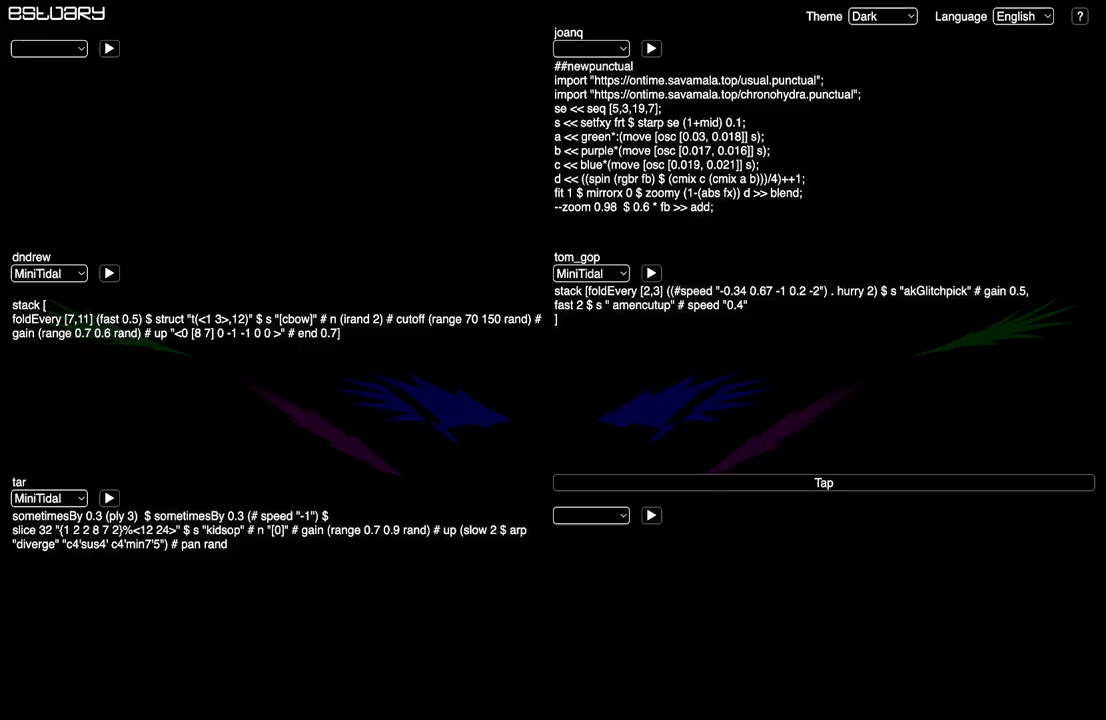 estuary
Theme Dark Language English ?
joanq
##newpunctual
import "https://ontime.savamala.top/usual.punctual";
import "https://ontime.savamala.top/chronohydra.punctual";
se << seq [5,3,19,7];
s << setfxy frt $ starp se (1+mid) 0.1;
a << green*:(move [osc [0.03, 0.018]] s);
b << purple*(move [osc [0.017, 0.016]] s);
c << blue*(move [osc [0.019, 0.021]] s);
d << ((spin (rgbr fb) $ (cmix c (cmix a b)))/4)++1;
fit 1 $ mirrorx 0 $ zoomy (1-(abs fx)) d >> blend;
--zoom 0.98  $ 0.6 * fb >> add;
dndrew
MiniTidal
stack [
foldEvery [7,11] (fast 0.5) $ struct "t(<1 3>,12)" $ s "[cbow]" # n (irand 2) # cutoff (range 70 150 rand) #
gain (range 0.7 0.6 rand) # up "<0 [8 7] 0 -1 -1 0 0 >" # end 0.7]
tom_gop
MiniTidal
stack [foldEvery [2,3] ((#speed "-0.34 0.67 -1 0.2 -2") . hurry 2) $ s "akGlitchpick" # gain 0.5,
fast 2 $ s " amencutup" # speed "0.4"
]
tar
MiniTidal
sometimesBy 0.3 (ply 3)  $ sometimesBy 0.3 (# speed "-1") $
slice 32 "{1 2 2 8 7 2}%<12 24>" $ s "kidsop" # n "[0]" # gain (range 0.7 0.9 rand) # up (slow 2 $ arp
"diverge" "c4'sus4' c4'min7'5") # pan rand
Tap